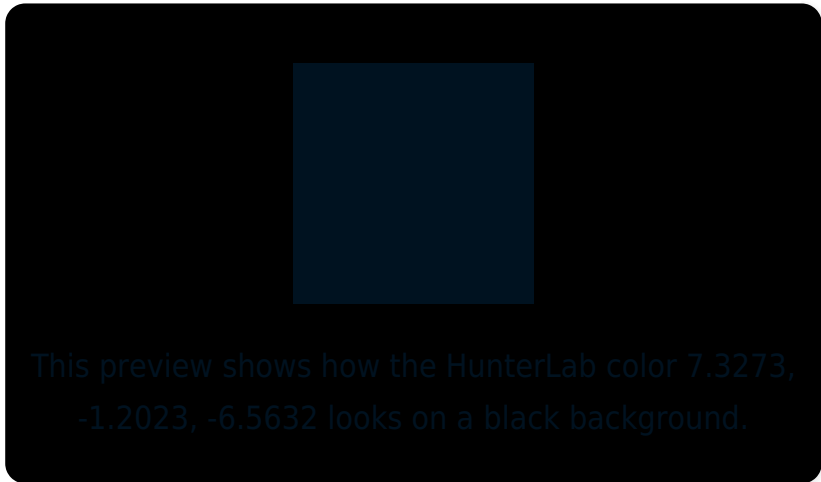 This preview shows how the HunterLab color 7.3273,
-1.2023, -6.5632 looks on a black background.